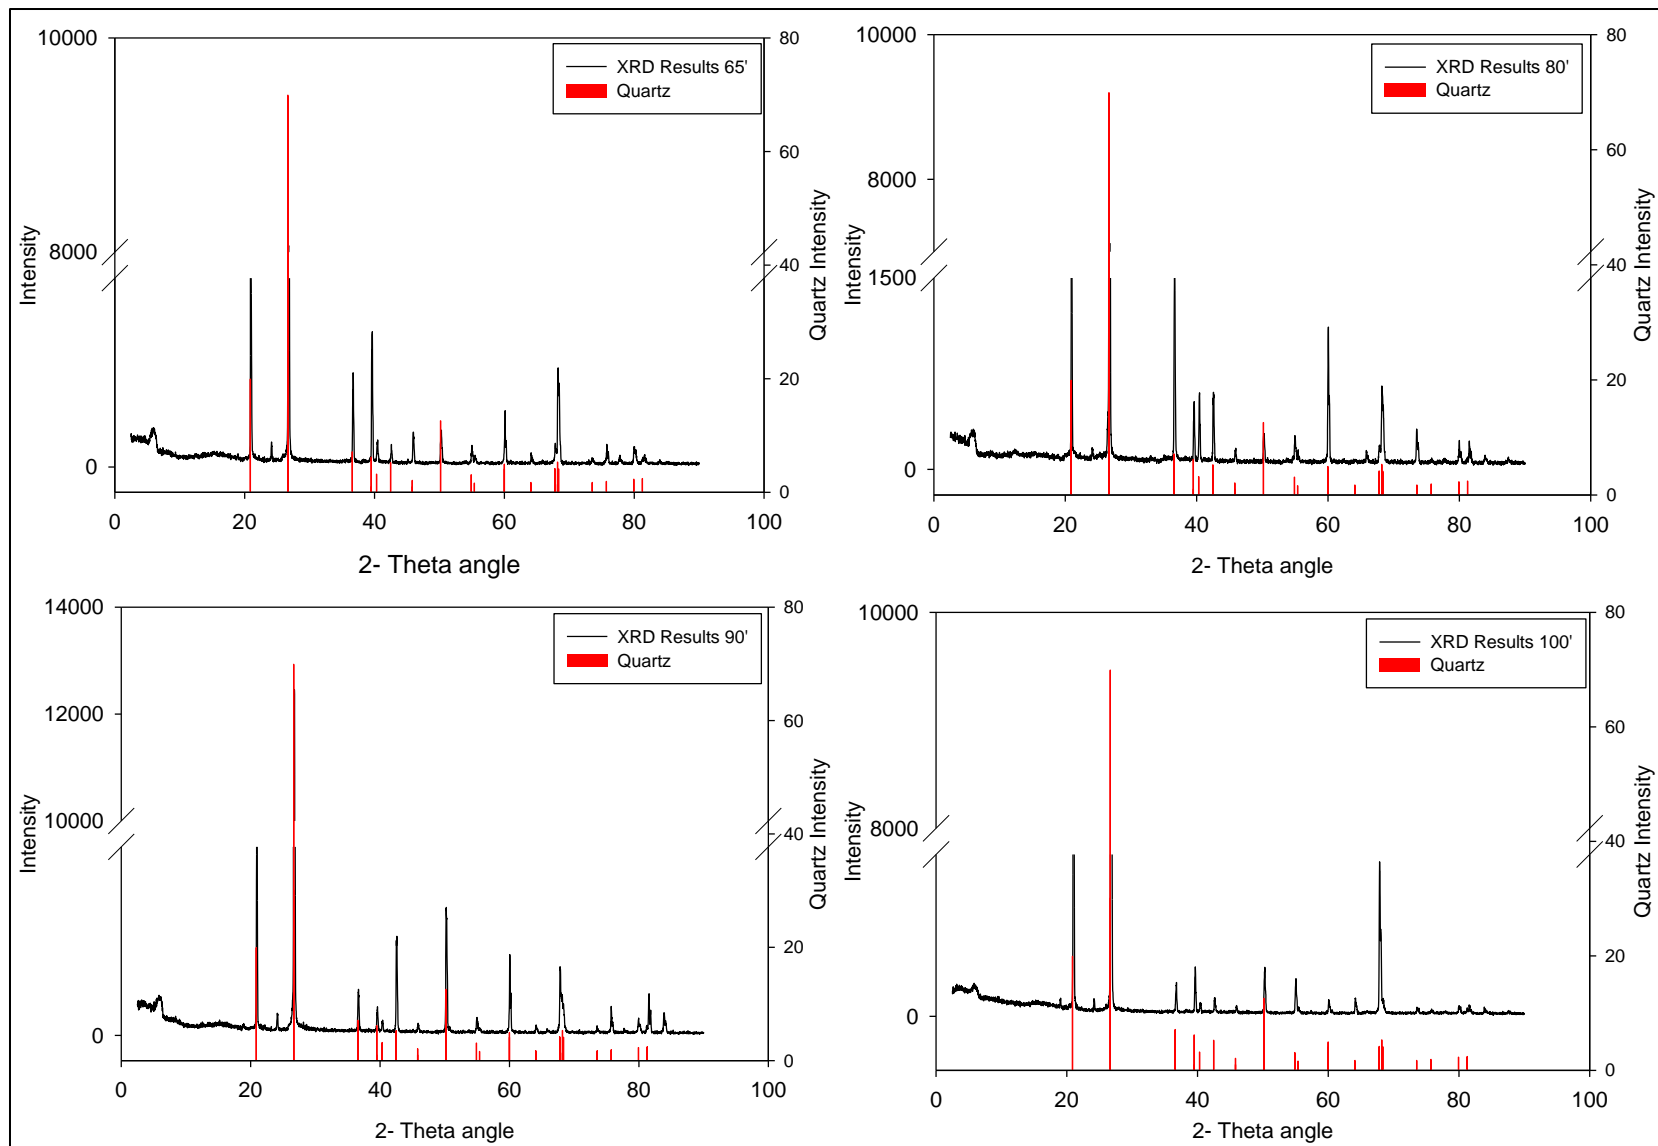 10000
8000
0
Intensity
XRD Results 65'
Quartz
80
60
40
20
0
Quartz Intensity
0 20 40 60 80 100
2- Theta angle
10000
8000
1500
0
Intensity
XRD Results 80'
Quartz
80
60
40
20
0
Quartz Intensity
0 20 40 60 80 100
2- Theta angle
14000
12000
10000
0
Intensity
XRD Results 90'
Quartz
80
60
40
20
0
Quartz Intensity
0 20 40 60 80 100
2- Theta angle
10000
8000
0
Intensity
XRD Results 100'
Quartz
80
60
40
20
0
Quartz Intensity
0 20 40 60 80 100
2- Theta angle